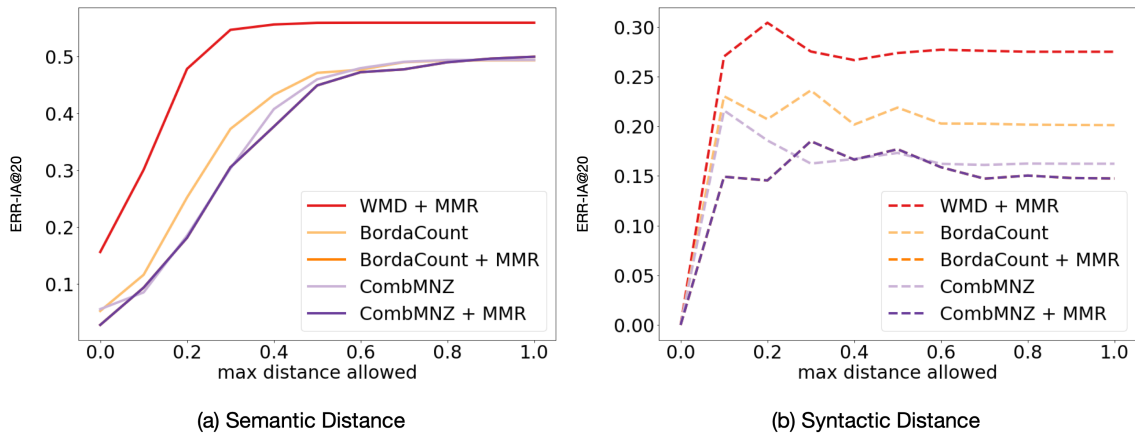 0.5
0.4
0.3
0.2
0.1
ERR-IA@20
WMD + MMR
BordaCount
BordaCount + MMR
CombMNZ
CombMNZ + MMR
0.0 0.2 0.4 0.6 0.8 1.0
max distance allowed
(a) Semantic Distance
0.30
0.25
0.20
0.15
0.10
0.05
0.00
ERR-IA@20
WMD + MMR
BordaCount
BordaCount + MMR
CombMNZ
CombMNZ + MMR
0.0 0.2 0.4 0.6 0.8 1.0
max distance allowed
(b) Syntactic Distance